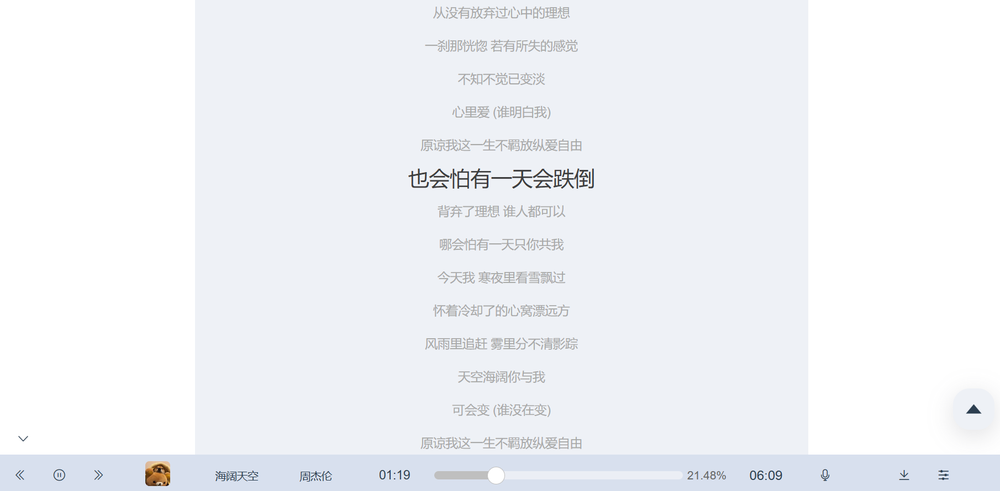 从没有放弃过心中的理想
一刹那恍惚 若有所失的感觉
不知不觉已变淡
心里爱 (谁明白我)
原谅我这一生不羁放纵爱自由
也会怕有一天会跌倒
背弃了理想 谁人都可以
哪会怕有一天只你共我
今天我 寒夜里看雪飘过
怀着冷却了的心窝漂远方
风雨里追赶 雾里分不清影踪
天空海阔你与我
可会变 (谁没在变)
原谅我这一生不羁放纵爱自由
海阔天空 周杰伦 01:19 21.48% 06:09